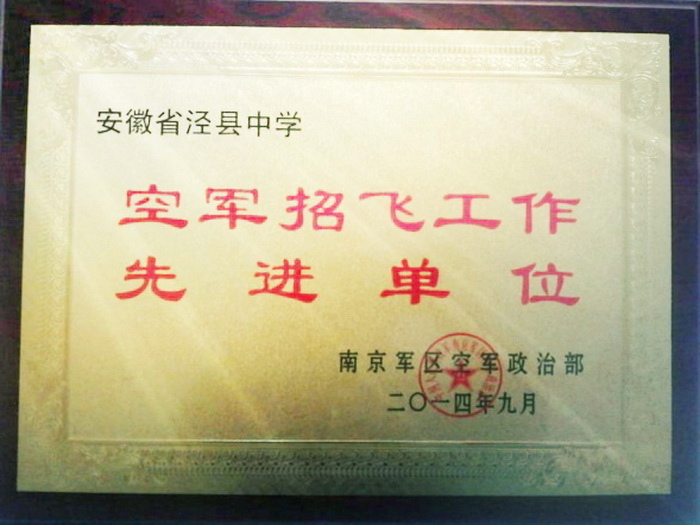 安徽省泾县中学
空军招飞工作
先进单位
南京军区空军政治部
二〇一四年九月